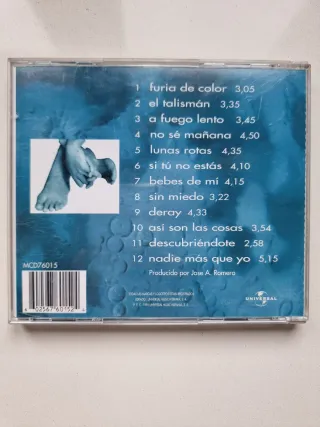 1 furia de color 3,05
2 el talismán 3,35
3 a fuego lento 3,45
4 no sé mañana 4,50
5 lunas rotas 4,35
6 si tú no estás 4,10
7 bebes de mi 4,15
8 sin miedo 3,22
9 deray 4,33
10 asi son las cosas 3,54
11 descubriéndote 2,58
12 nadie más que yo 5,15
Producido por Jose A. Romero
MCD76015
UNIVERSAL